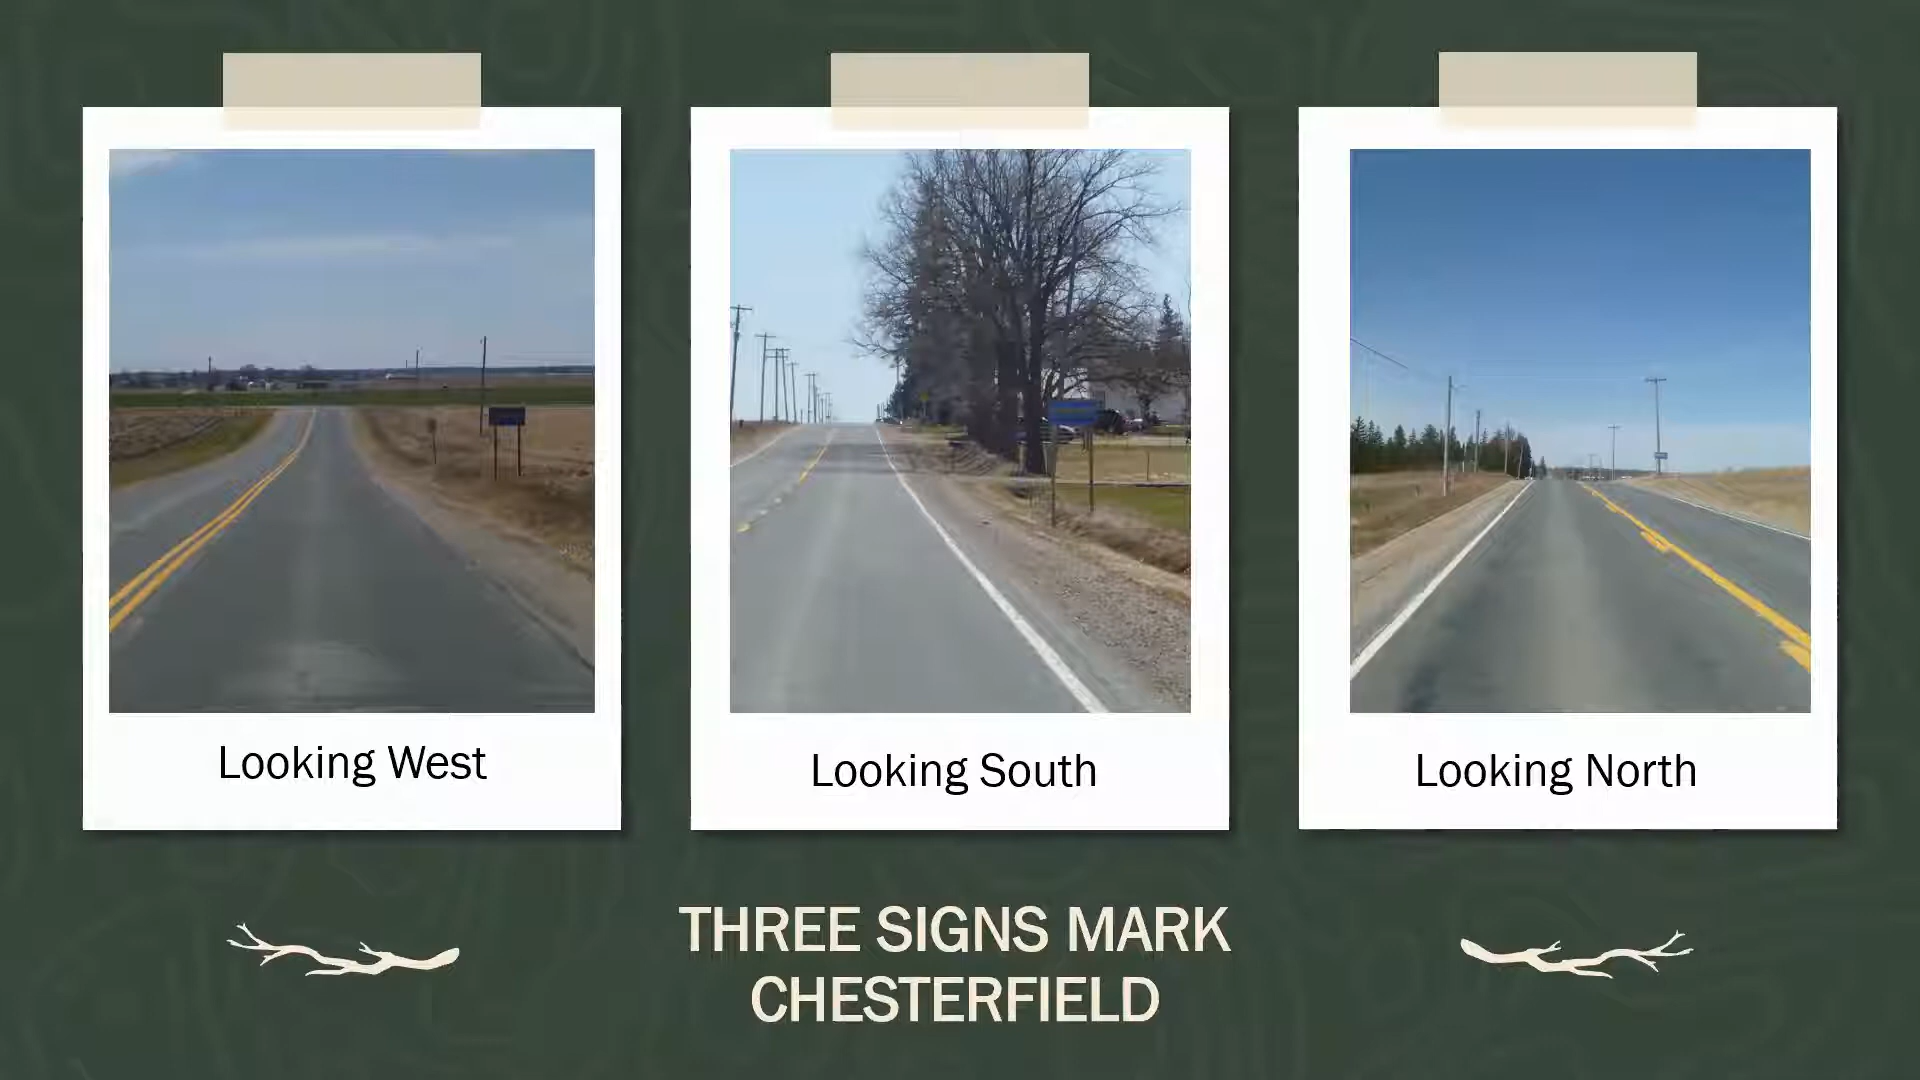 Looking West
Looking South
Looking North
THREE SIGNS MARK
CHESTERFIELD